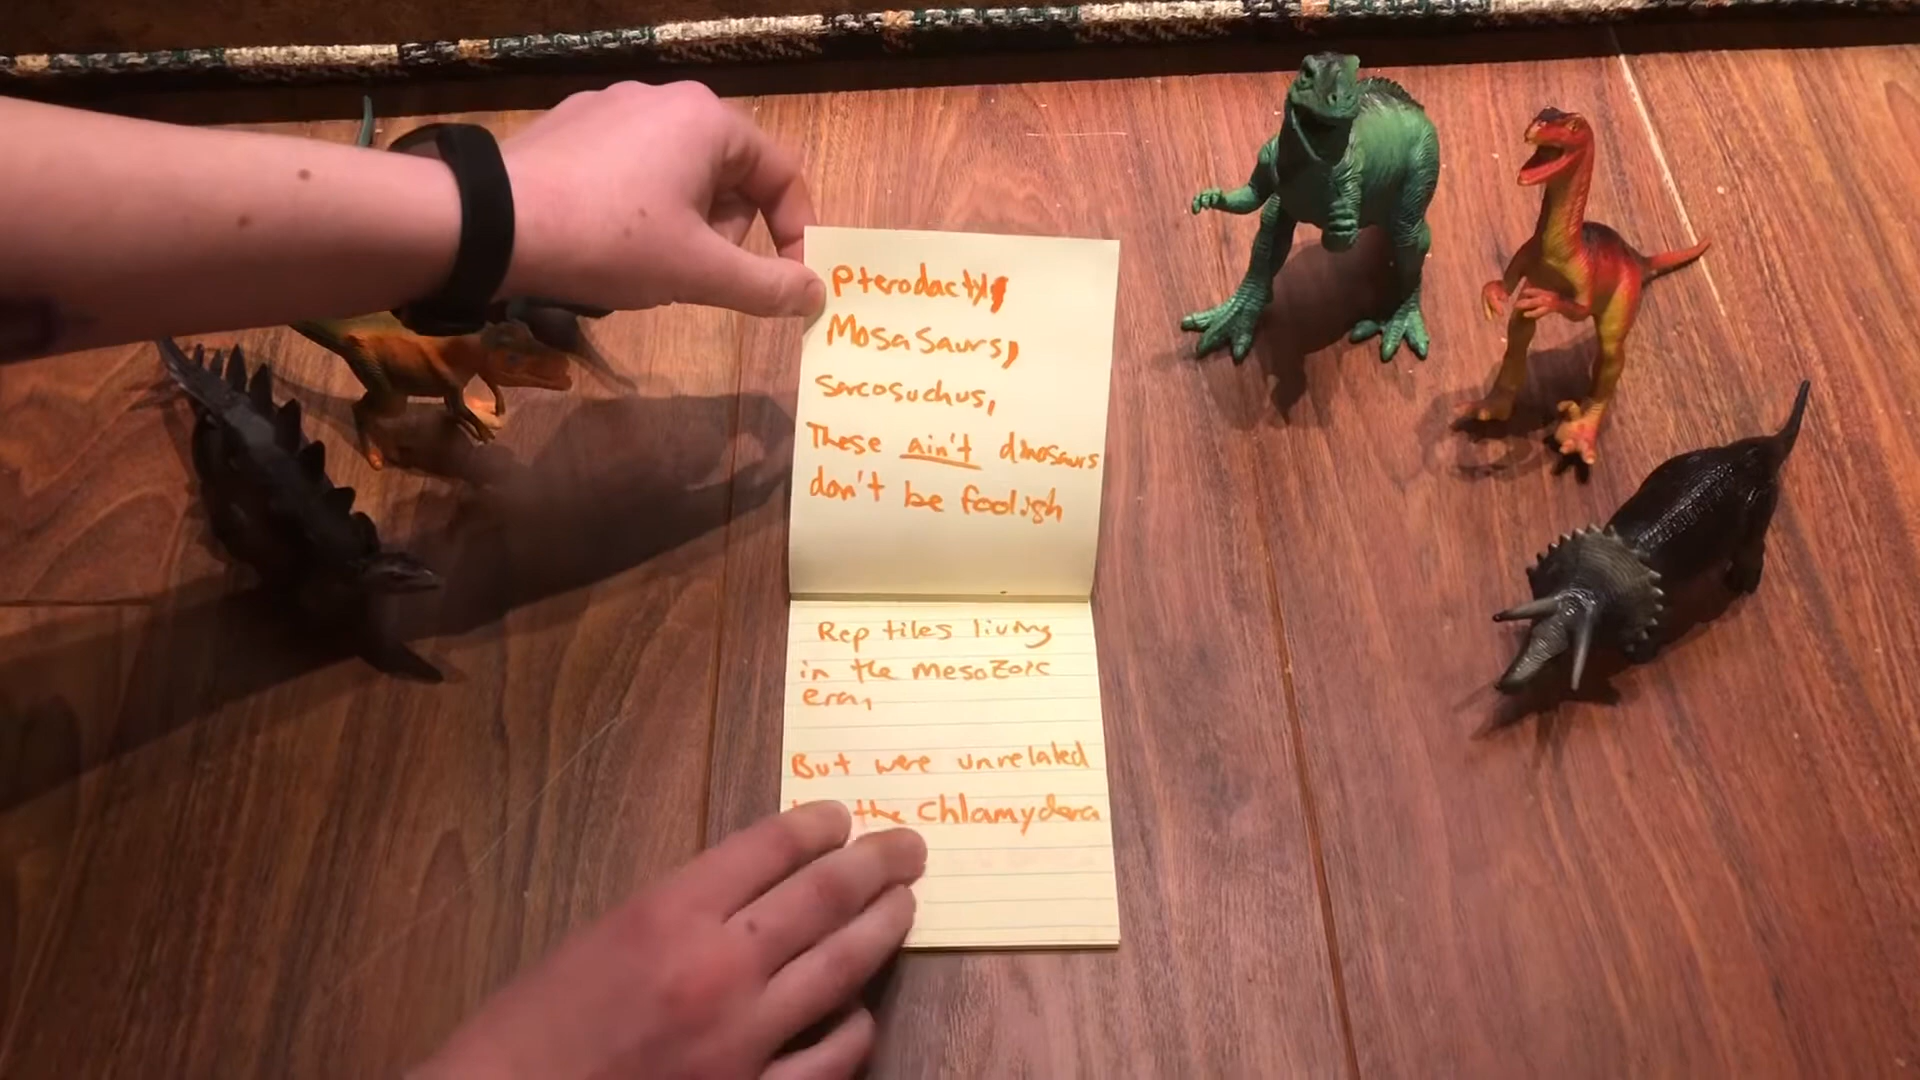 Pterodactyl,
Mosasaurs,
Sarcosuchus,
These ain't dinosaurs
don't be foolish
Reptiles living
in the Mesozoic
era,
But were unrelated
the Chlamydera